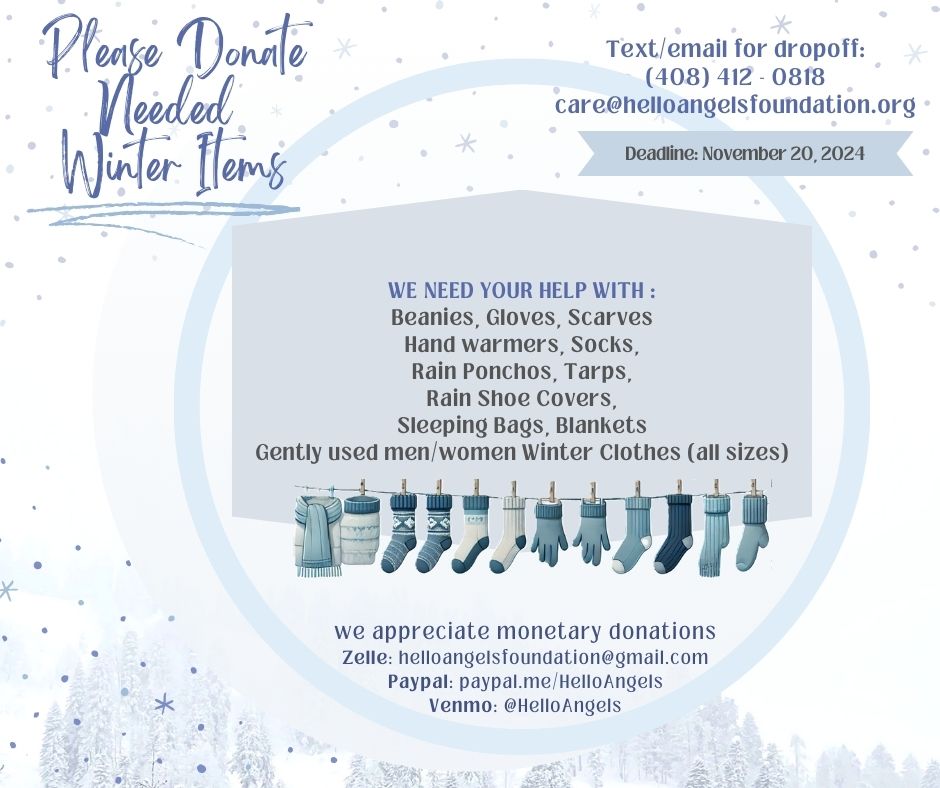 Please Donate
Needed
Winter Items
Text/email for dropoff:
(408) 412 - 0818
care@helloangelsfoundation.org
Deadline: November 20, 2024
WE NEED YOUR HELP WITH :
Beanies, Gloves, Scarves
Hand warmers, Socks,
Rain Ponchos, Tarps,
Rain Shoe Covers,
Sleeping Bags, Blankets
Gently used men/women Winter Clothes (all sizes)
we appreciate monetary donations
Zelle: helloangelsfoundation@gmail.com
Paypal: paypal.me/HelloAngels
Venmo: @HelloAngels